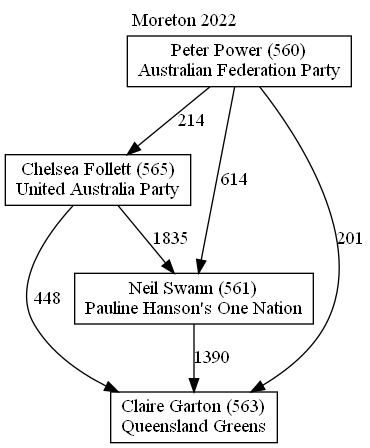 Moreton 2022
Peter Power (560)
Australian Federation Party
214
Chelsea Follett (565)
United Australia Party
614
1835
201
Neil Swann (561)
Pauline Hanson's One Nation
448
1390
Claire Garton (563)
Queensland Greens